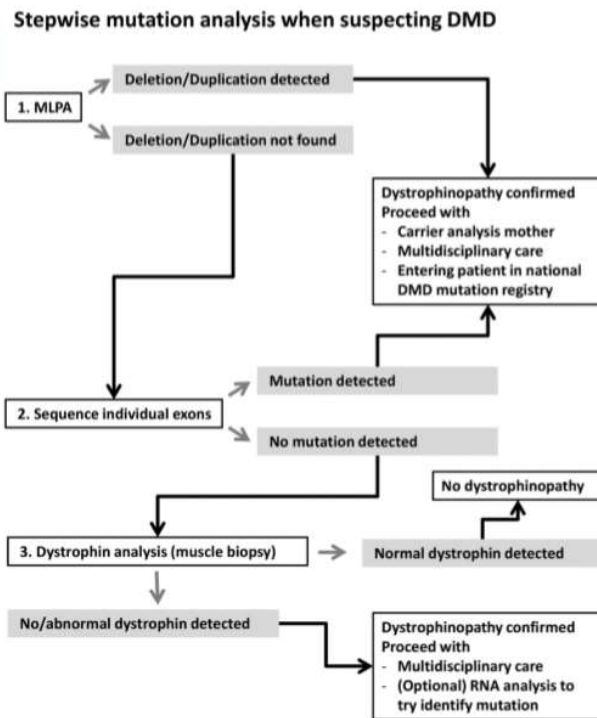 Stepwise mutation analysis when suspecting DMD
Deletion/Duplication detected
1. MLPA
Deletion/Duplication not found
Dystrophinopathy confirmed
Proceed with
- Carrier analysis mother
- Multidisciplinary care
- Entering patient in national
DMD mutation registry
Mutation detected
2. Sequence individual exons
No mutation detected
No dystrophinopathy
3. Dystrophin analysis (muscle biopsy)
Normal dystrophin detected
No/abnormal dystrophin detected
Dystrophinopathy confirmed
Proceed with
- Multidisciplinary care
- (Optional) RNA analysis to
try identify mutation